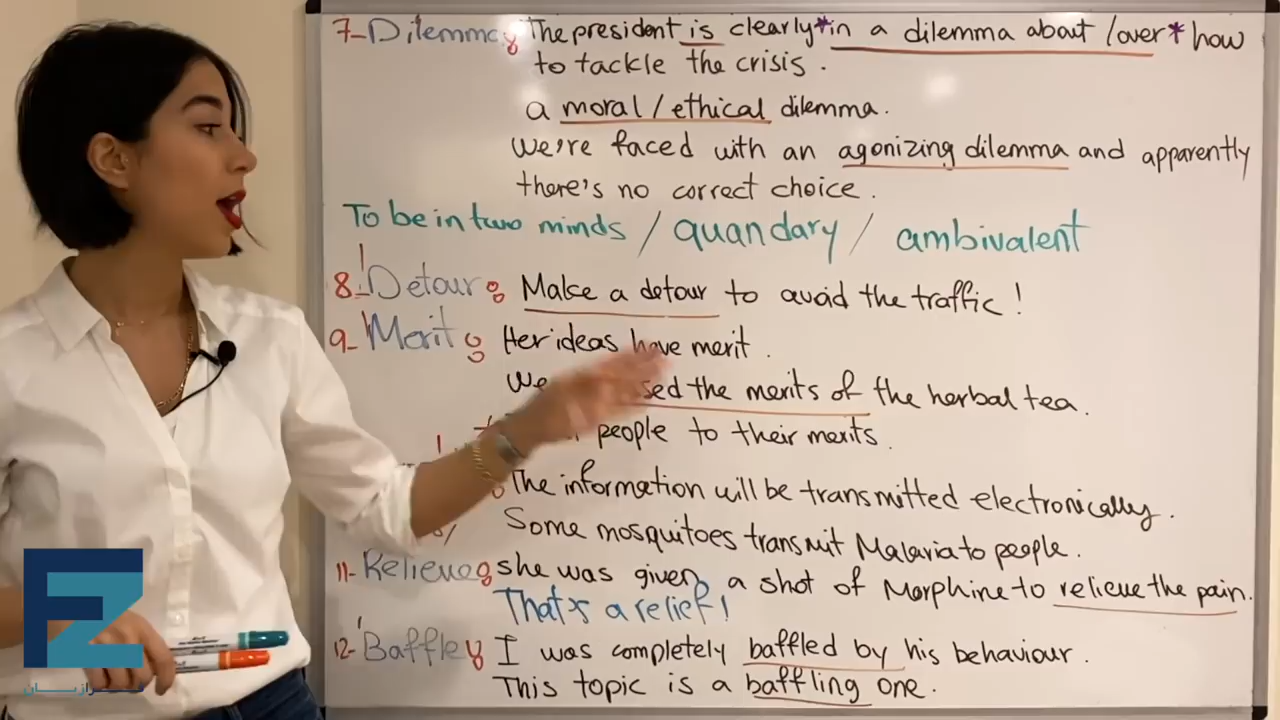 7- Dilemma: The president is clearly *in a dilemma about /over* how
to tackle the crisis.
a moral / ethical dilemma.
We're faced with an agonizing dilemma and apparently
there's no correct choice.
To be in two minds / quandary / ambivalent
8- Detour: Make a detour to avoid the traffic!
9- Merit: Her ideas have merit.
We the merits of the herbal tea.
people to their merits.
The information will be transmitted electronically.
Some mosquitoes transmit Malaria to people.
11- Relieve: she was given a shot of Morphine to relieve the pain.
That's a relief!
12- Baffle: I was completely baffled by his behaviour.
This topic is a baffling one.
FZ